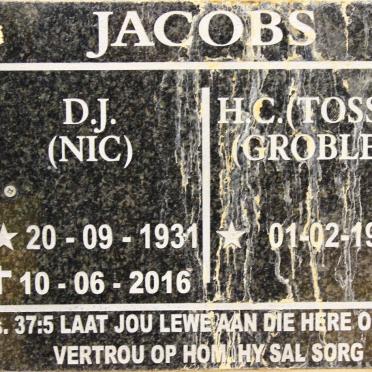 JACOBS
D.J. H.C. (TOSS
(NIC) (GROBLE
★ 20 - 09 - 1931 ★ 01-02-19
† 10 - 06 - 2016
s. 37:5 LAAT JOU LEWE AAN DIE HERE O
VERTROU OP HOM. HY SAL SORG